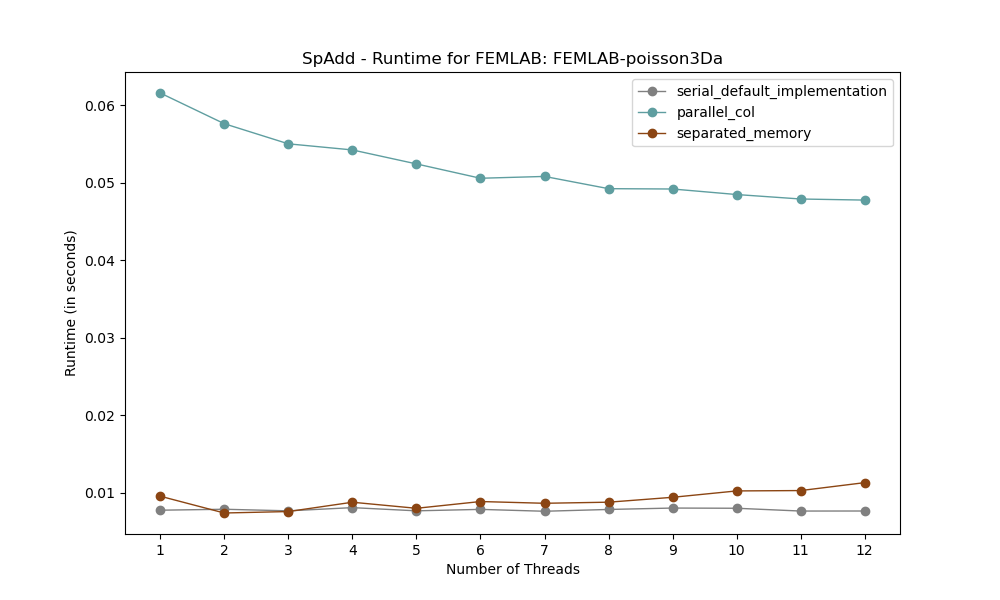 SpAdd - Runtime for FEMLAB: FEMLAB-poisson3Da
serial_default_implementation
parallel_col
separated_memory
Runtime (in seconds)
0.06
0.05
0.04
0.03
0.02
0.01
1 2 3 4 5 6 7 8 9 10 11 12
Number of Threads